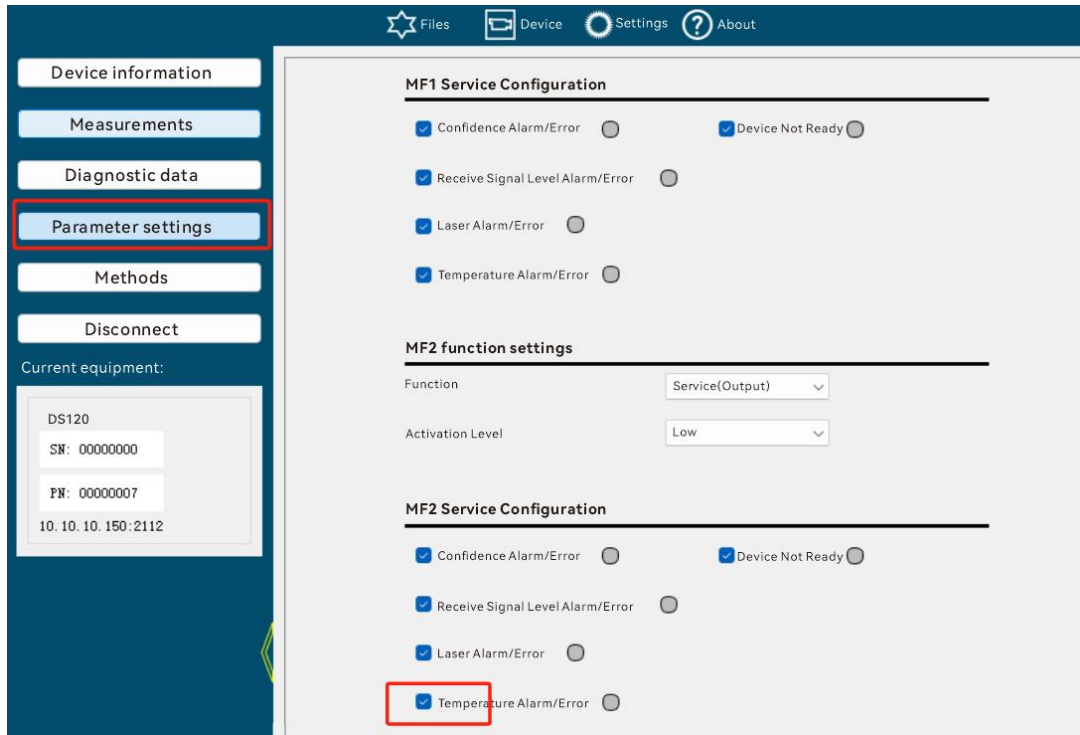 Files Device Settings About
Device information
Measurements
Diagnostic data
Parameter settings
Methods
Disconnect
Current equipment:
DS120
SN: 00000000
PN: 00000007
10.10.10.150:2112
MF1 Service Configuration
Confidence Alarm/Error Device Not Ready
Receive Signal Level Alarm/Error
Laser Alarm/Error
Temperature Alarm/Error
MF2 function settings
Function Service(Output)
Activation Level Low
MF2 Service Configuration
Confidence Alarm/Error Device Not Ready
Receive Signal Level Alarm/Error
Laser Alarm/Error
Temperature Alarm/Error